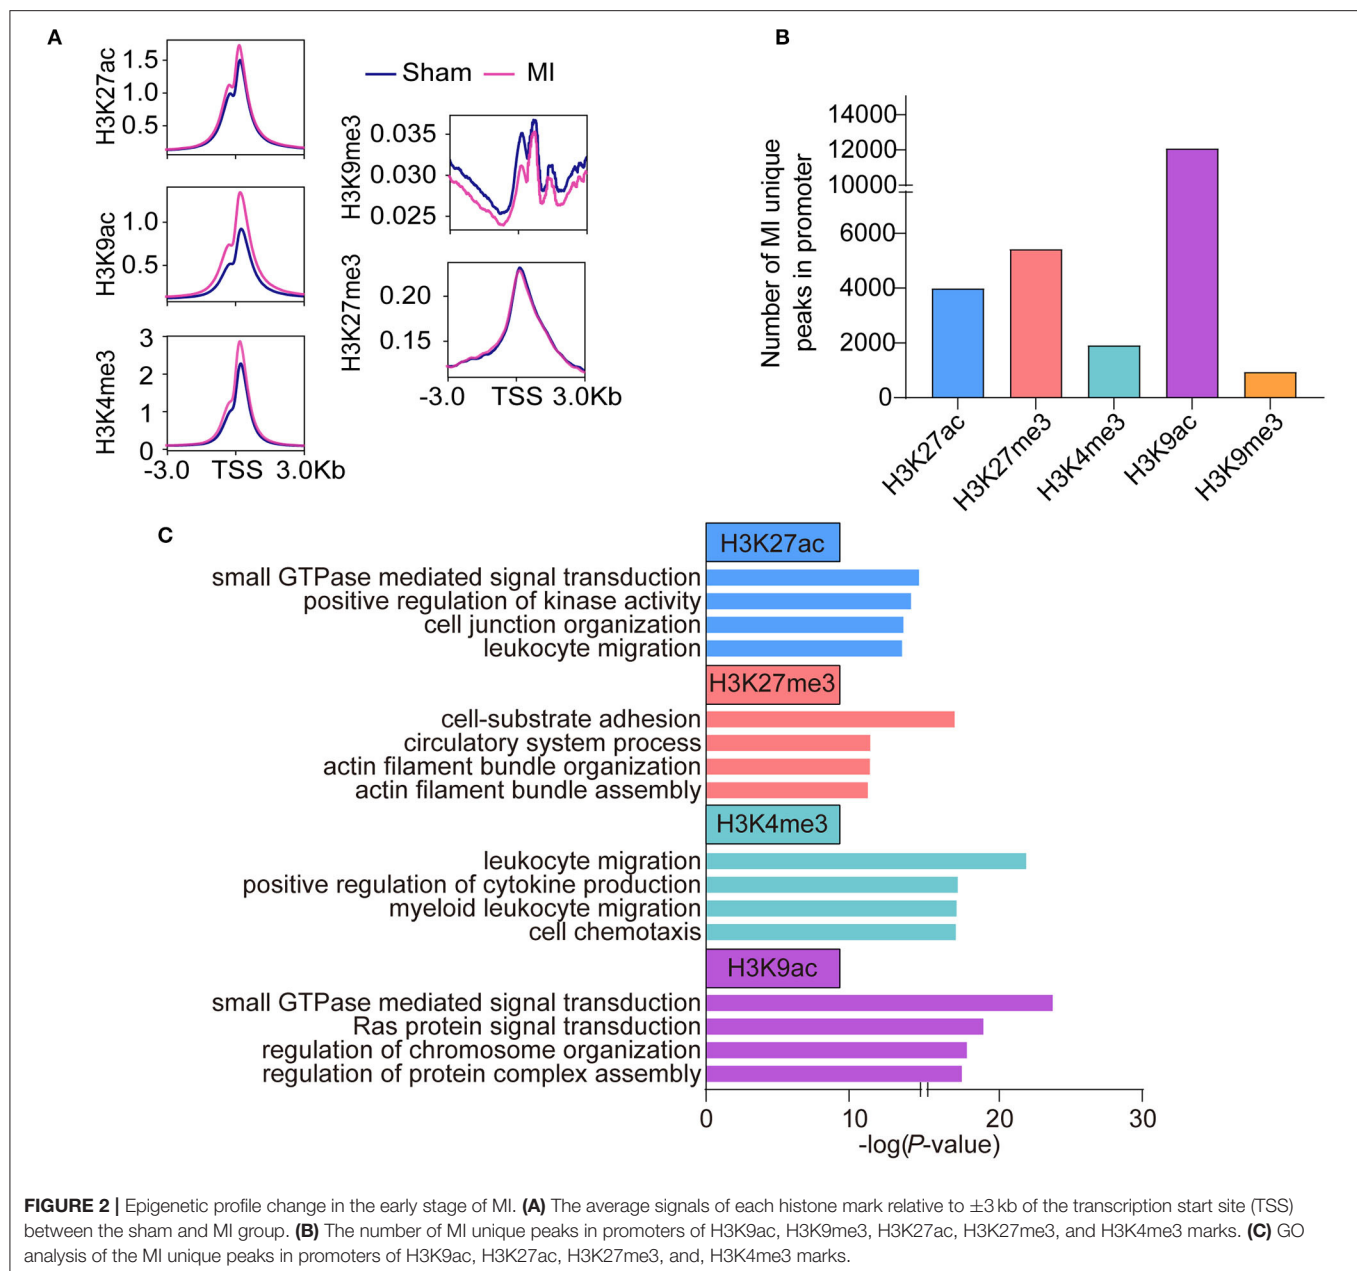 A
H3K27ac
1.5
1.0
0.5
H3K9ac
1.0
0.5
H3K4me3
3
2
1
0
-3.0 TSS 3.0Kb
Sham MI
H3K9me3
0.035
0.030
0.025
H3K27me3
0.20
0.15
-3.0 TSS 3.0Kb
B
Number of MI unique
peaks in promoter
14000
12000
10000
6000
4000
2000
0
H3K27ac
H3K27me3
H3K4me3
H3K9ac
H3K9me3
C
H3K27ac
small GTPase mediated signal transduction
positive regulation of kinase activity
cell junction organization
leukocyte migration
H3K27me3
cell-substrate adhesion
circulatory system process
actin filament bundle organization
actin filament bundle assembly
H3K4me3
leukocyte migration
positive regulation of cytokine production
myeloid leukocyte migration
cell chemotaxis
H3K9ac
small GTPase mediated signal transduction
Ras protein signal transduction
regulation of chromosome organization
regulation of protein complex assembly
0 10 20 30
-log(P-value)
FIGURE 2 | Epigenetic profile change in the early stage of MI. (A) The average signals of each histone mark relative to ±3 kb of the transcription start site (TSS)
between the sham and MI group. (B) The number of MI unique peaks in promoters of H3K9ac, H3K9me3, H3K27ac, H3K27me3, and H3K4me3 marks. (C) GO
analysis of the MI unique peaks in promoters of H3K9ac, H3K27ac, H3K27me3, and, H3K4me3 marks.